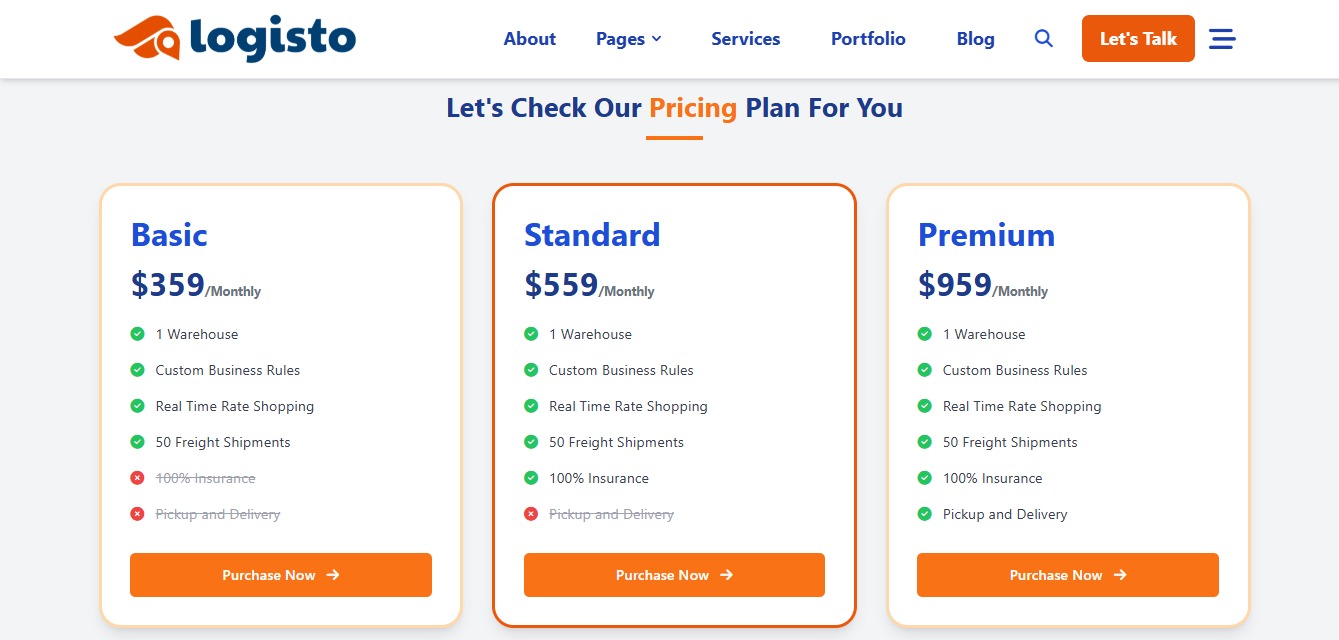 logisto
About Pages Services Portfolio Blog Let's Talk
Let's Check Our Pricing Plan For You
Basic
$359/Monthly
1 Warehouse
Custom Business Rules
Real Time Rate Shopping
50 Freight Shipments
100% Insurance
Pickup and Delivery
Purchase Now
Standard
$559/Monthly
1 Warehouse
Custom Business Rules
Real Time Rate Shopping
50 Freight Shipments
100% Insurance
Pickup and Delivery
Purchase Now
Premium
$959/Monthly
1 Warehouse
Custom Business Rules
Real Time Rate Shopping
50 Freight Shipments
100% Insurance
Pickup and Delivery
Purchase Now